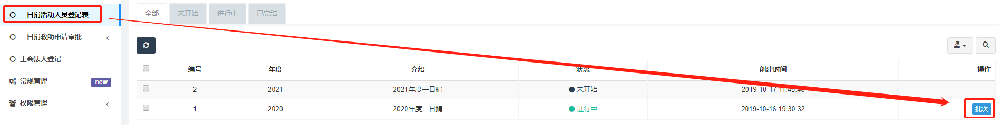 一日捐活动人员登记表
一日捐救助申请审批
工会法人登记
常规管理 new
权限管理
全部 未开始 进行中 已完结
编号 年度 介绍 状态 创建时间 操作
2 2021 2021年度一日捐 未开始 2019-10-17 11:45:46
1 2020 2020年度一日捐 进行中 2019-10-16 19:30:32 批次